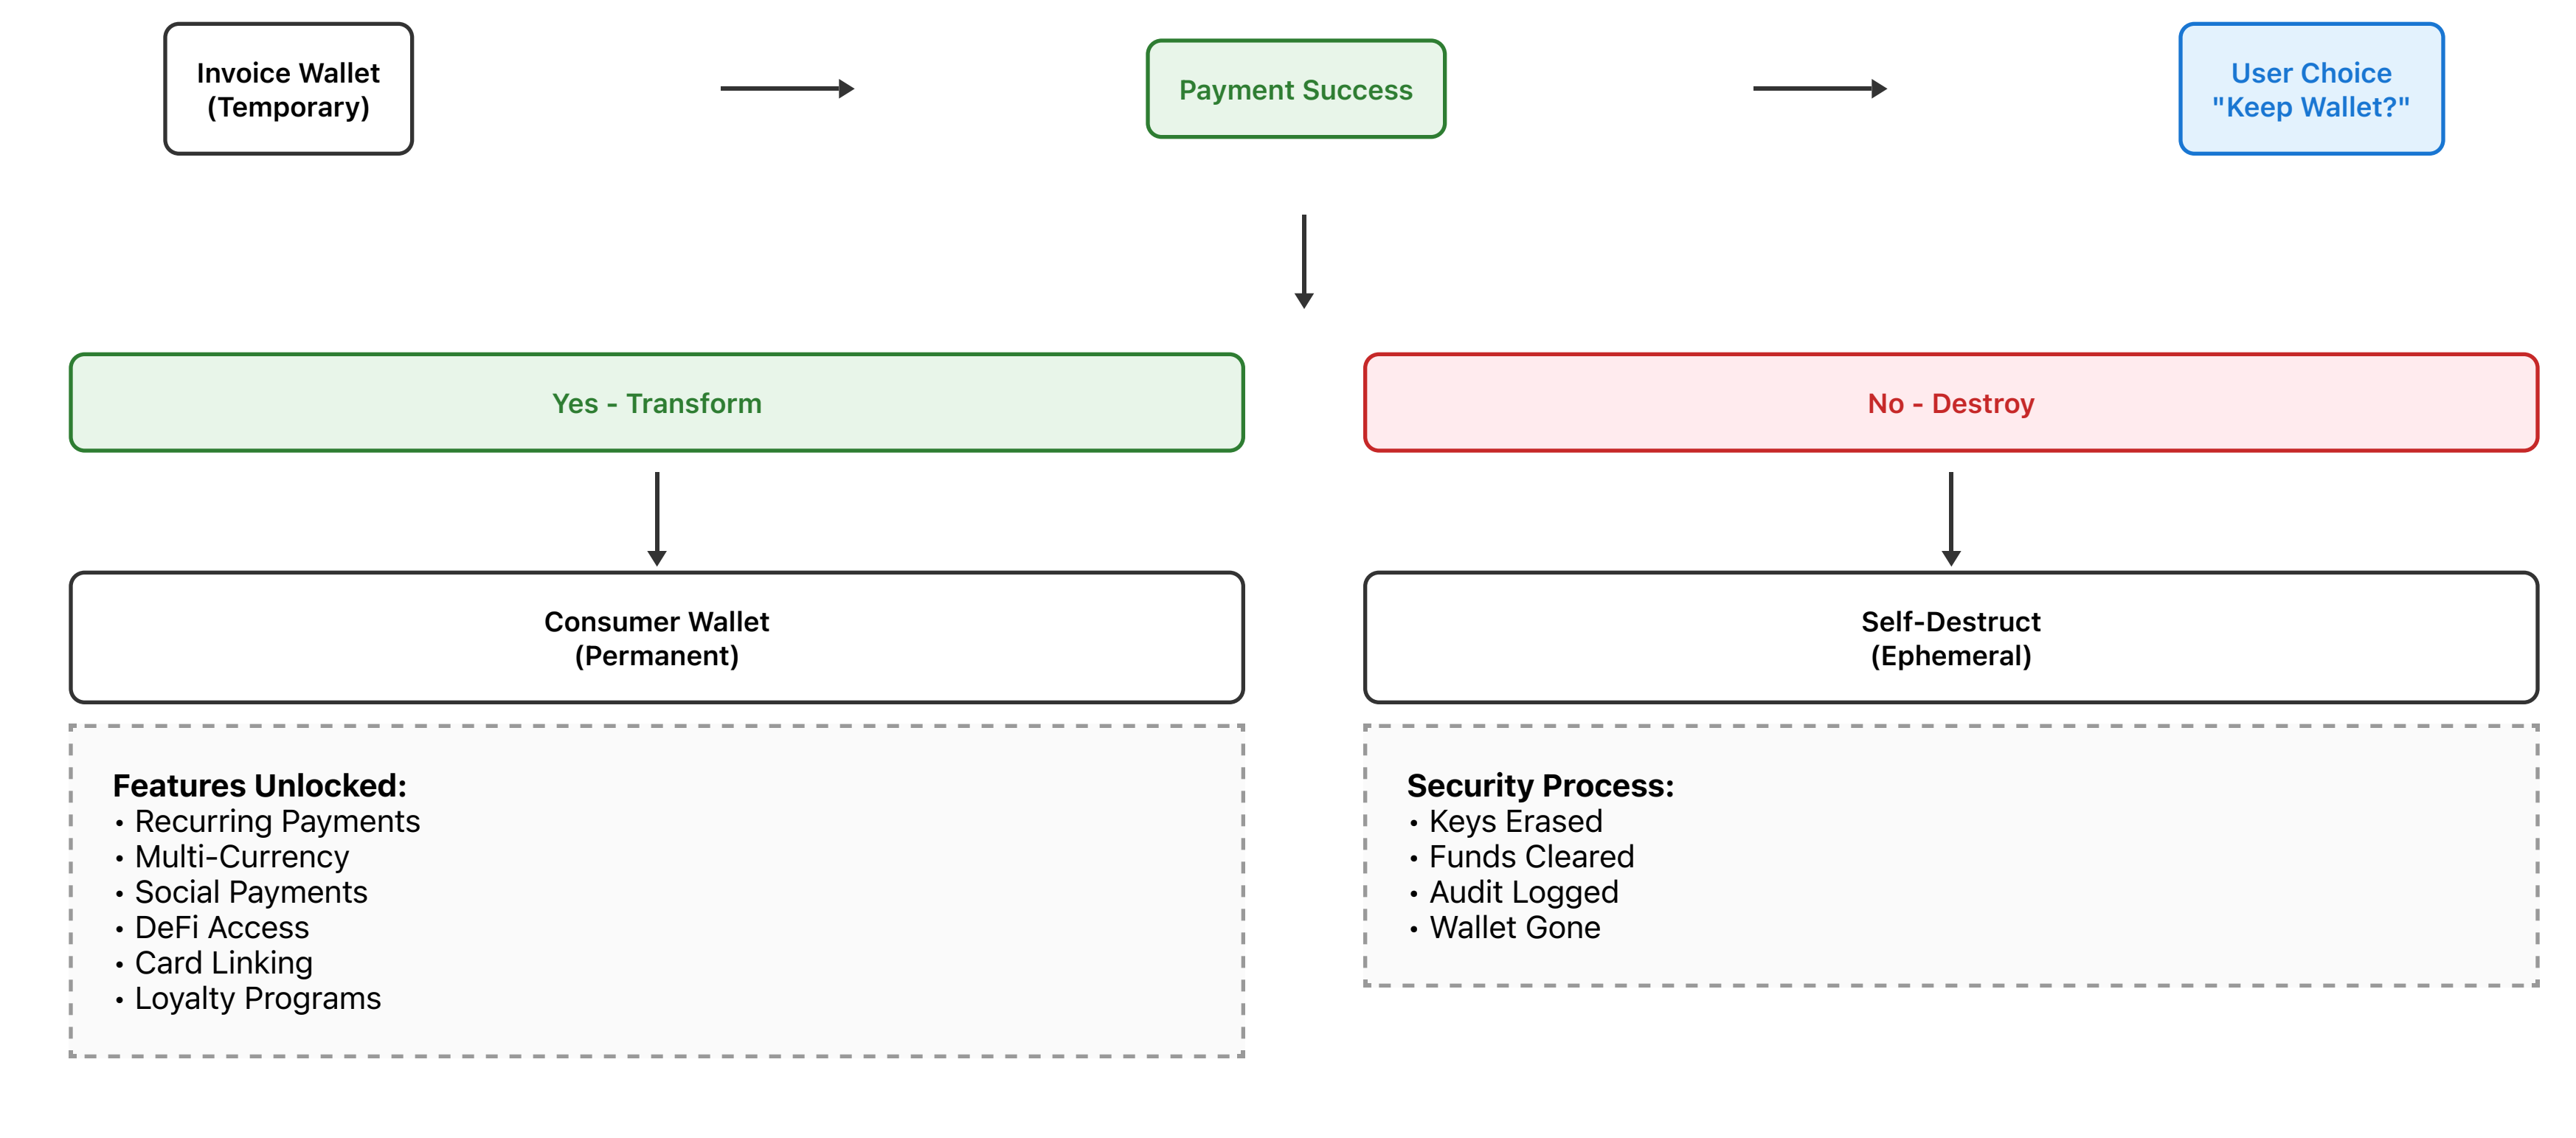 Invoice Wallet
(Temporary)
Payment Success
User Choice
"Keep Wallet?"
Yes - Transform
No - Destroy
Consumer Wallet
(Permanent)
Self-Destruct
(Ephemeral)
Features Unlocked:
• Recurring Payments
• Multi-Currency
• Social Payments
• DeFi Access
• Card Linking
• Loyalty Programs
Security Process:
• Keys Erased
• Funds Cleared
• Audit Logged
• Wallet Gone